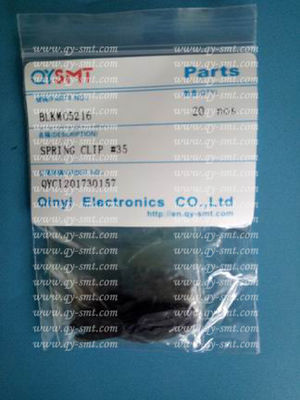 QYSMT Parts
BLKM05216
20 pcs
SPRING CLIP #35
QYC1201730157
Qinyi Electronics CO.,Ltd
http://en.qy-smt.com
www.qy-smt.com